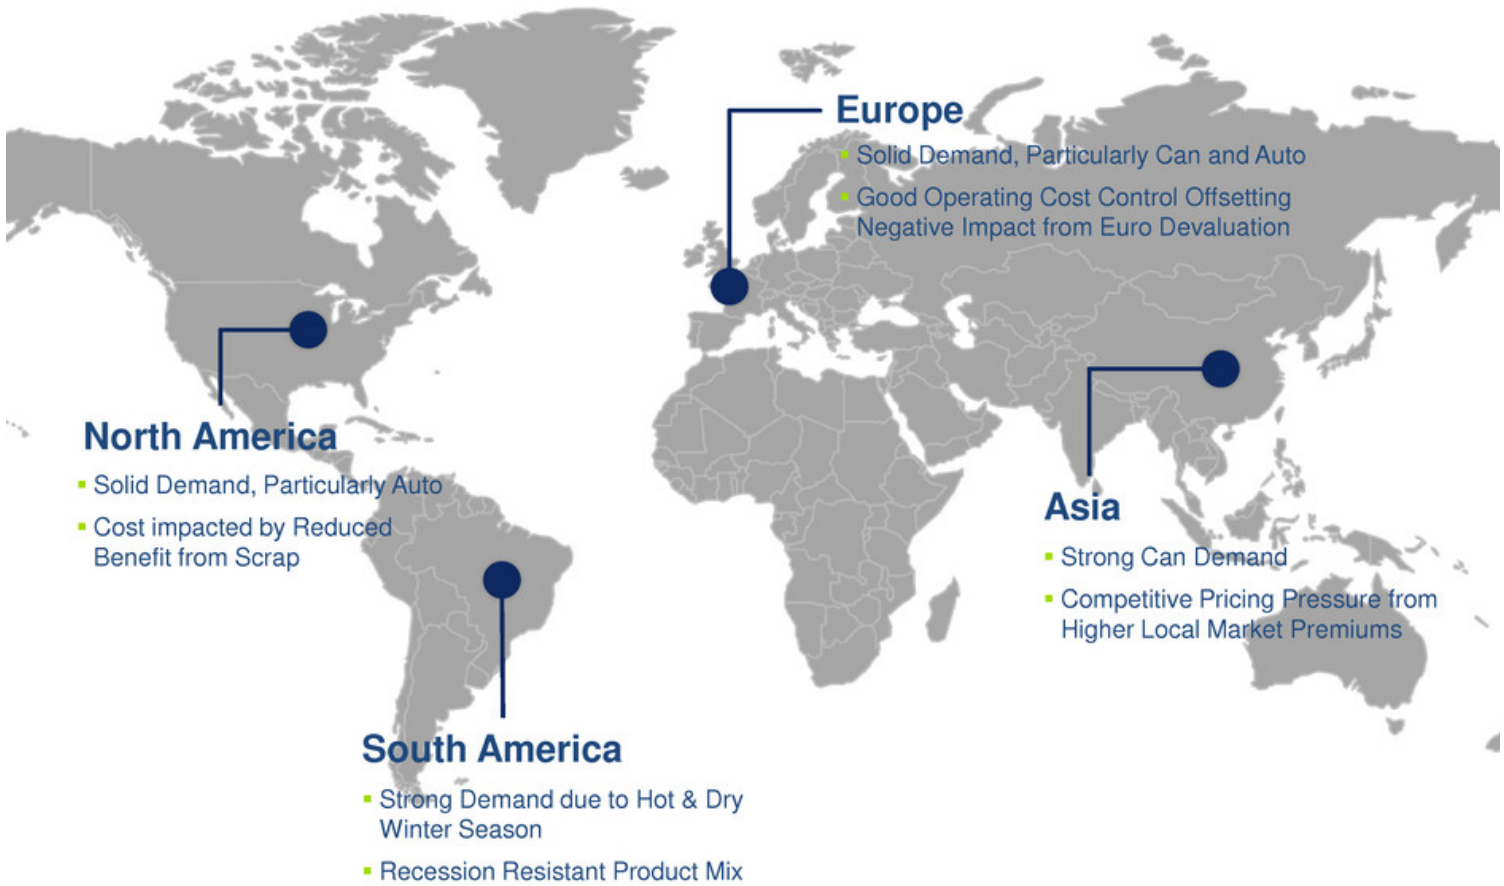 Europe
Solid Demand, Particularly Can and Auto
Good Operating Cost Control Offsetting
Negative Impact from Euro Devaluation
North America
Solid Demand, Particularly Auto
Cost impacted by Reduced
Benefit from Scrap
Asia
Strong Can Demand
Competitive Pricing Pressure from
Higher Local Market Premiums
South America
Strong Demand due to Hot & Dry
Winter Season
Recession Resistant Product Mix